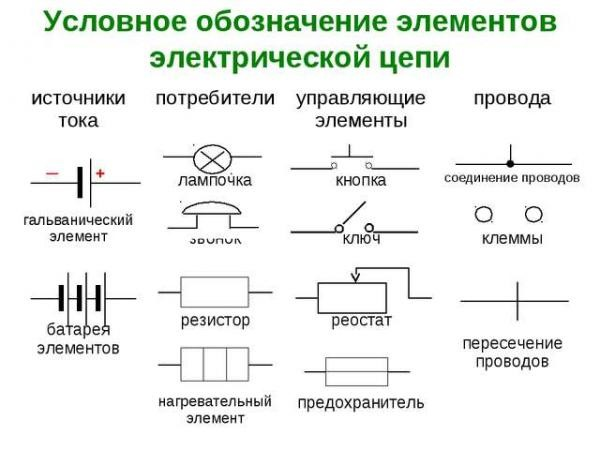 Условное обозначение элементов
электрической цепи
источники
тока
потребители
управляющие
элементы
провода
— +
лампочка
кнопка
соединение проводов
гальванический
элемент
звонок
ключ
клеммы
батарея
элементов
резистор
реостат
пересечение
проводов
нагревательный
элемент
предохранитель